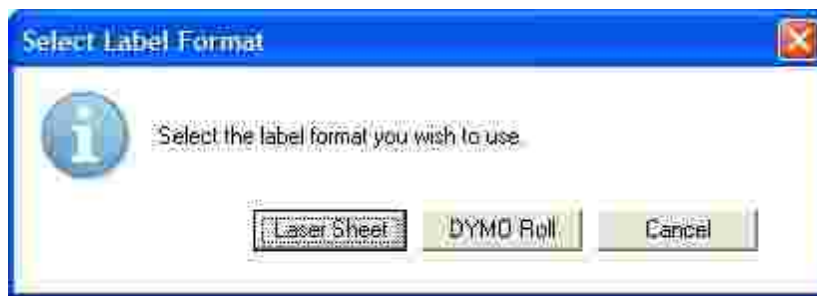 Select Label Format
Select the label format you wish to use.
Laser Sheet DYMO Roll Cancel